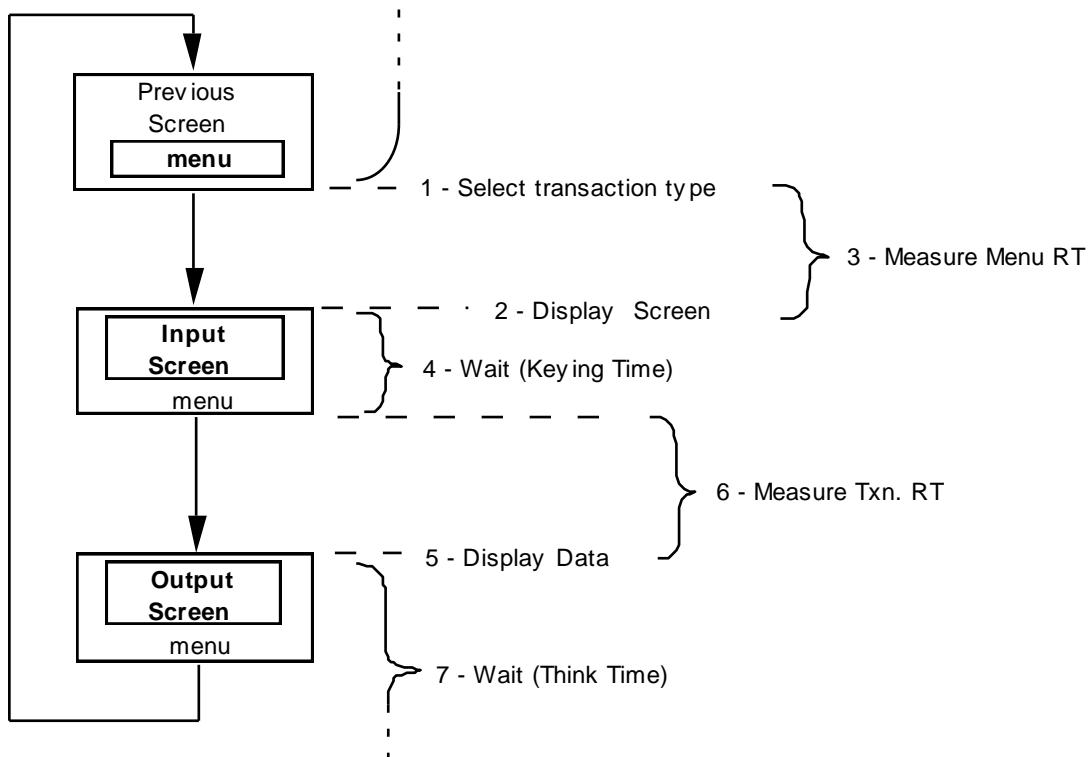 Previous
Screen
menu
1 - Select transaction type
3 - Measure Menu RT
2 - Display Screen
Input
Screen
menu
4 - Wait (Keying Time)
6 - Measure Txn. RT
5 - Display Data
Output
Screen
menu
7 - Wait (Think Time)